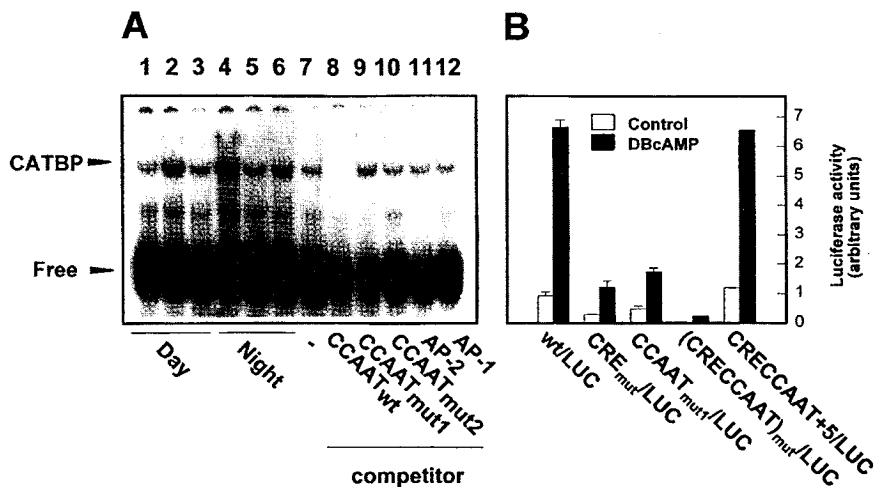 A
1 2 3 4 5 6 7 8 9 10 11 12
CATBP
Free
Day
Night
-
CCAATwt
CCAATmut1
CCAATmut2
AP-2
AP-1
competitor
B
Control
DBcAMP
7
6
5
4
3
2
1
0
Luciferase activity
(arbitrary units)
wt/LUC
CREmut/LUC
CCAATmut1/LUC
(CRECCAAT)mut/LUC
CRECCAAT+5/LUC